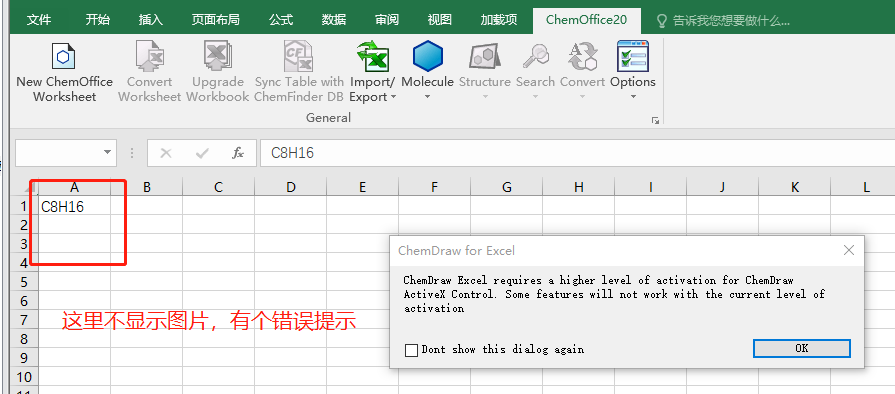 文件 开始 插入 页面布局 公式 数据 审阅 视图 加载项 ChemOffice20 告诉我您想要做什么...
New ChemOffice Convert Upgrade Sync Table with Import/ Molecule Structure Search Convert Options
Worksheet Worksheet Workbook ChemFinder DB Export
General
fx C8H16
A B C D E F G H I J K L
1 C8H16
2
3
4
ChemDraw for Excel
5
6
ChemDraw Excel requires a higher level of activation for ChemDraw
ActiveX Control. Some features will not work with the current level of
activation
7
这里不显示图片，有个错误提示
8
9
Dont show this dialog again OK
10